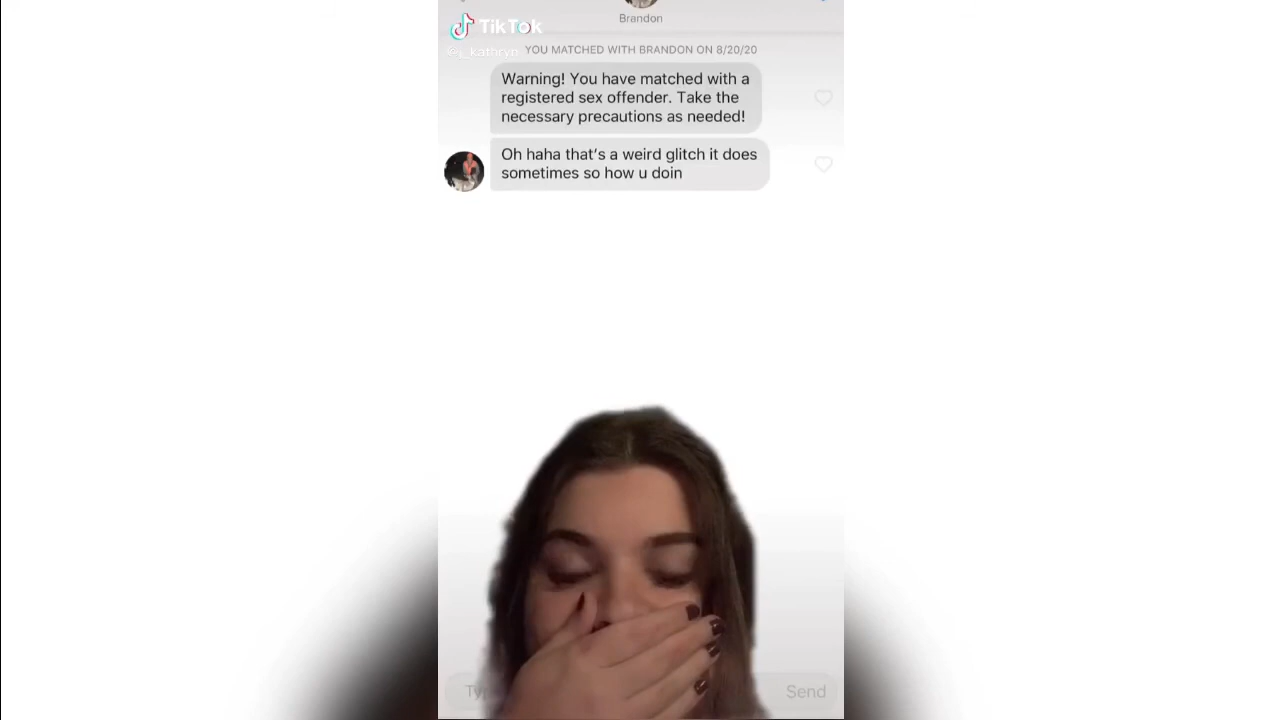 Brandon
TikTok
@j_kathryn
YOU MATCHED WITH BRANDON ON 8/20/20
Warning! You have matched with a
registered sex offender. Take the
necessary precautions as needed!
Oh haha that's a weird glitch it does
sometimes so how u doin
Send